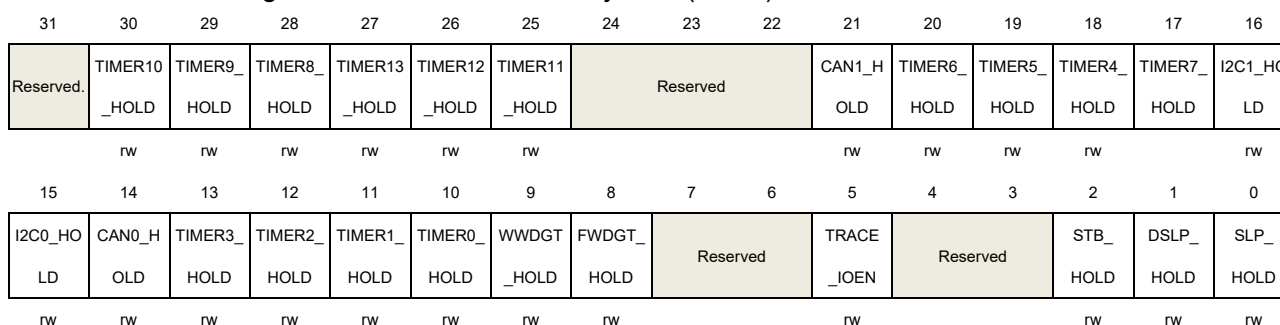 31 30 29 28 27 26 25 24 23 22 21 20 19 18 17 16
Reserved. TIMER10 TIMER9_ TIMER8_ TIMER13 TIMER12 TIMER11 Reserved CAN1_H TIMER6_ TIMER5_ TIMER4_ TIMER7_ I2C1_HO
_HOLD HOLD HOLD _HOLD _HOLD _HOLD OLD HOLD HOLD HOLD HOLD LD
rw rw rw rw rw rw rw rw rw rw rw
15 14 13 12 11 10 9 8 7 6 5 4 3 2 1 0
I2C0_HO CAN0_H TIMER3_ TIMER2_ TIMER1_ TIMER0_ WWDGT FWDGT_ Reserved TRACE Reserved STB_ DSLP_ SLP_
LD OLD HOLD HOLD HOLD HOLD _HOLD HOLD _IOEN HOLD HOLD HOLD
rw rw rw rw rw rw rw rw rw rw rw rw